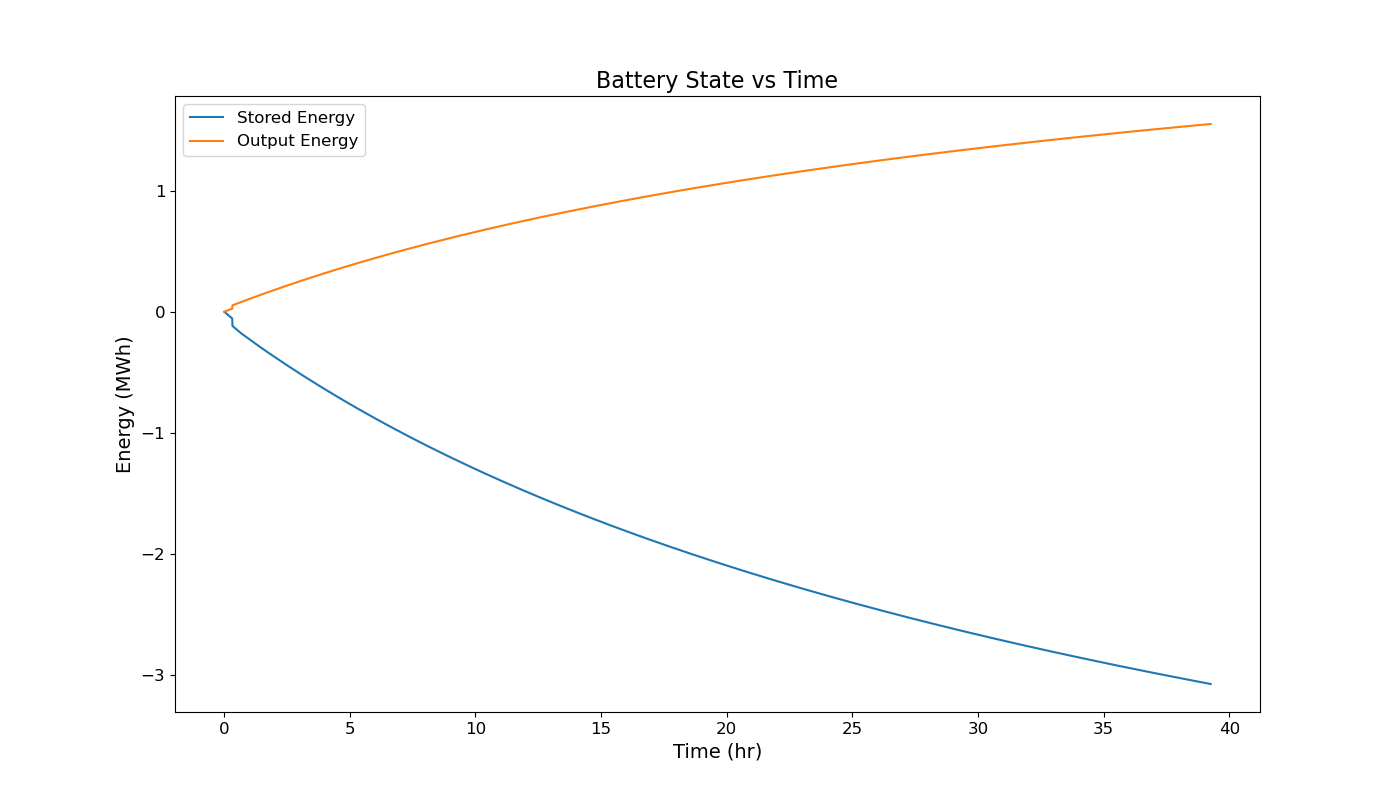 Battery State vs Time
Stored Energy
Output Energy
Energy (MWh)
1
0
−1
−2
−3
0 5 10 15 20 25 30 35 40
Time (hr)